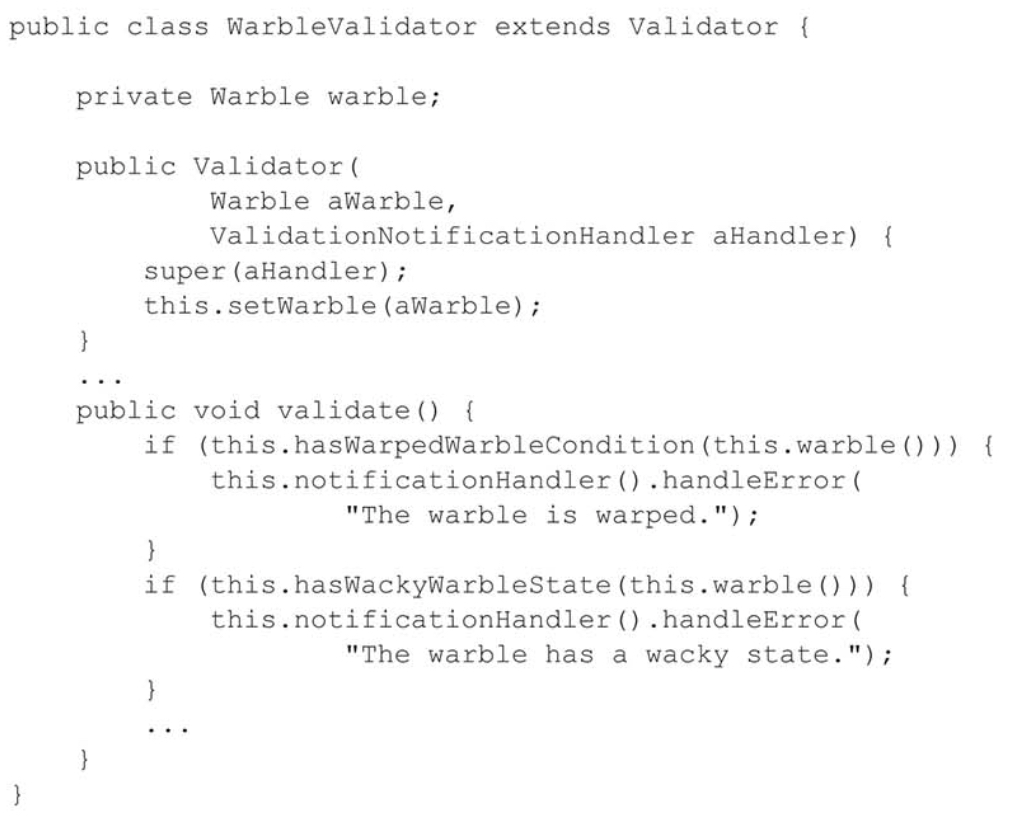 public class WarbleValidator extends Validator {
private Warble warble;
public Validator(
Warble aWarble,
ValidationNotificationHandler aHandler) {
super(aHandler);
this.setWarble(aWarble);
}
...
public void validate() {
if (this.hasWarpedWarbleCondition(this.warble())) {
this.notificationHandler().handleError(
"The warble is warped.");
}
if (this.hasWackyWarbleState(this.warble())) {
this.notificationHandler().handleError(
"The warble has a wacky state.");
}
...
}
}